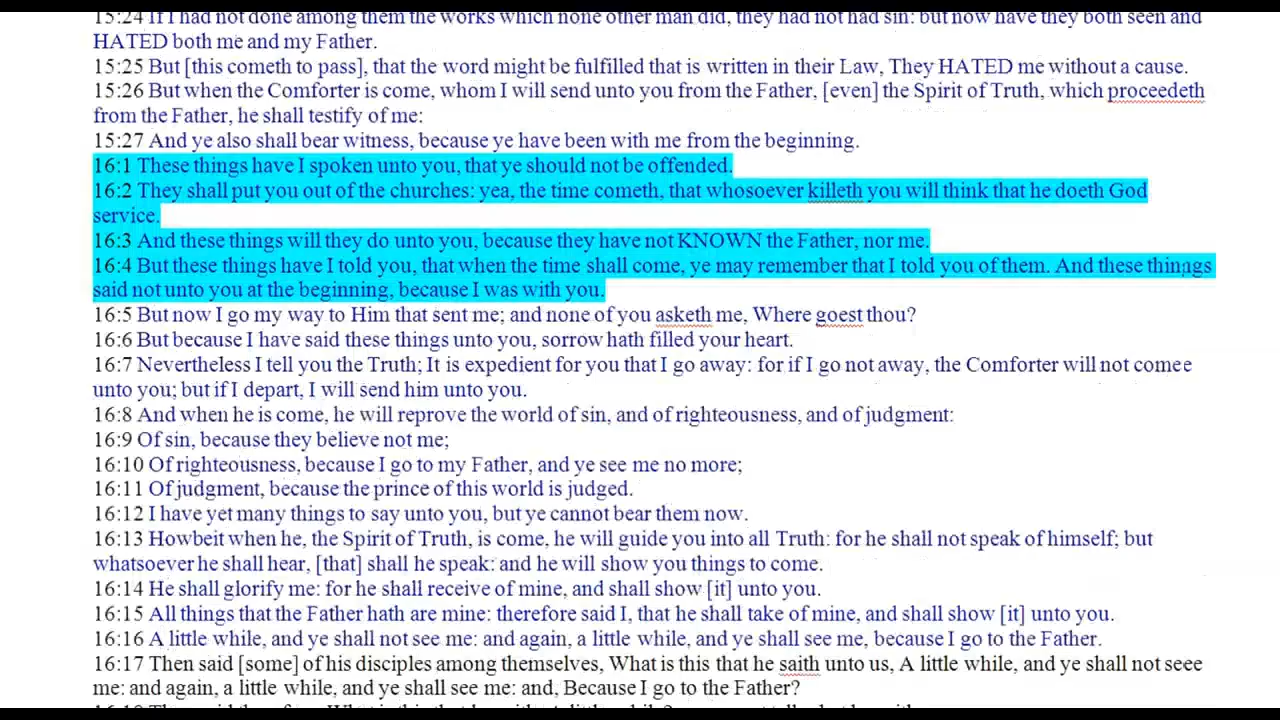 15:24 If I had not done among them the works which none other man did, they had not had sin: but now have they both seen and
HATED both me and my Father.
15:25 But [this cometh to pass], that the word might be fulfilled that is written in their Law, They HATED me without a cause.
15:26 But when the Comforter is come, whom I will send unto you from the Father, [even] the Spirit of Truth, which proceedeth
from the Father, he shall testify of me:
15:27 And ye also shall bear witness, because ye have been with me from the beginning.
16:1 These things have I spoken unto you, that ye should not be offended.
16:2 They shall put you out of the churches: yea, the time cometh, that whosoever killeth you will think that he doeth God
service.
16:3 And these things will they do unto you, because they have not KNOWN the Father, nor me.
16:4 But these things have I told you, that when the time shall come, ye may remember that I told you of them. And these things
said not unto you at the beginning, because I was with you.
16:5 But now I go my way to Him that sent me; and none of you asketh me, Where goest thou?
16:6 But because I have said these things unto you, sorrow hath filled your heart.
16:7 Nevertheless I tell you the Truth; It is expedient for you that I go away: for if I go not away, the Comforter will not comee
unto you; but if I depart, I will send him unto you.
16:8 And when he is come, he will reprove the world of sin, and of righteousness, and of judgment:
16:9 Of sin, because they believe not me;
16:10 Of righteousness, because I go to my Father, and ye see me no more;
16:11 Of judgment, because the prince of this world is judged.
16:12 I have yet many things to say unto you, but ye cannot bear them now.
16:13 Howbeit when he, the Spirit of Truth, is come, he will guide you into all Truth: for he shall not speak of himself; but
whatsoever he shall hear, [that] shall he speak: and he will show you things to come.
16:14 He shall glorify me: for he shall receive of mine, and shall show [it] unto you.
16:15 All things that the Father hath are mine: therefore said I, that he shall take of mine, and shall show [it] unto you.
16:16 A little while, and ye shall not see me: and again, a little while, and ye shall see me, because I go to the Father.
16:17 Then said [some] of his disciples among themselves, What is this that he saith unto us, A little while, and ye shall not seee
me: and again, a little while, and ye shall see me: and, Because I go to the Father?